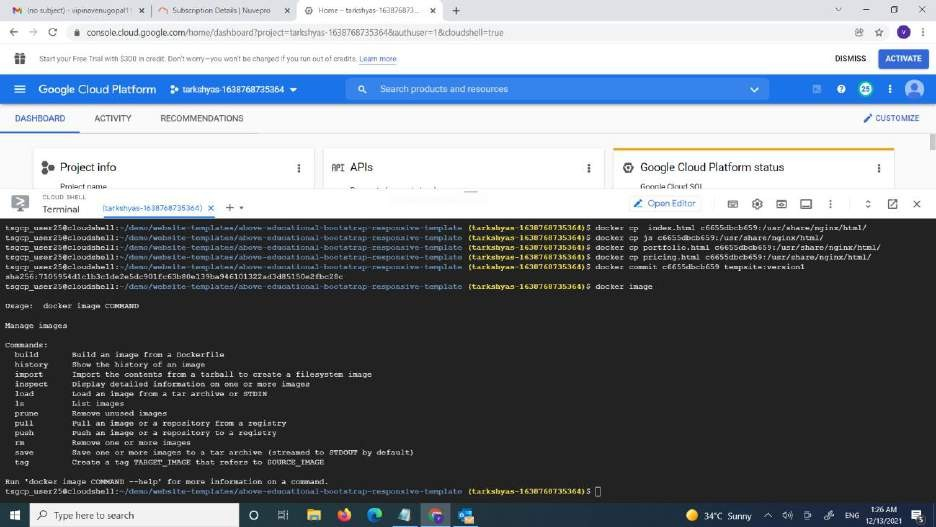 (no subject) - vipinavenugopal11
Subscription Details | Nuvepro
Home – tarkshyas-163876873
console.cloud.google.com/home/dashboard?project=tarkshyas-1638768735364&authuser=1&cloudshell=true
Start your Free Trial with $300 in credit. Don't worry—you won't be charged if you run out of credits. Learn more
DISMISS
ACTIVATE
Google Cloud Platform
tarkshyas-1638768735364
Search products and resources
25
V
DASHBOARD
ACTIVITY
RECOMMENDATIONS
CUSTOMIZE
Project info
API APIs
Google Cloud Platform status
Project name
Google Cloud SQL
CLOUD SHELL
Terminal
(tarkshyas-1638768735364)
Open Editor
tsgcp_user25@cloudshell:~/demo/website-templates/above-educational-bootstrap-responsive-template (tarkshyas-1638768735364)$ docker cp  index.html c6655dbcb659:/usr/share/nginx/html/
tsgcp_user25@cloudshell:~/demo/website-templates/above-educational-bootstrap-responsive-template (tarkshyas-1638768735364)$ docker cp js c6655dbcb659:/usr/share/nginx/html/
tsgcp_user25@cloudshell:~/demo/website-templates/above-educational-bootstrap-responsive-template (tarkshyas-1638768735364)$ docker cp portfolio.html c6655dbcb659:/usr/share/nginx/html/
tsgcp_user25@cloudshell:~/demo/website-templates/above-educational-bootstrap-responsive-template (tarkshyas-1638768735364)$ docker cp pricing.html c6655dbcb659:/usr/share/nginx/html/
tsgcp_user25@cloudshell:~/demo/website-templates/above-educational-bootstrap-responsive-template (tarkshyas-1638768735364)$ docker commit c6655dbcb659 tempsite:version1
tsgcp_user25@cloudshell:~/demo/website-templates/above-educational-bootstrap-responsive-template (tarkshyas-1638768735364)$ docker image
Usage:  docker image COMMAND
Manage images
Commands:
build       Build an image from a Dockerfile
history     Show the history of an image
import      Import the contents from a tarball to create a filesystem image
inspect     Display detailed information on one or more images
load        Load an image from a tar archive or STDIN
ls          List images
prune       Remove unused images
pull        Pull an image or a repository from a registry
push        Push an image or a repository to a registry
rm          Remove one or more images
save        Save one or more images to a tar archive (streamed to STDOUT by default)
tag         Create a tag TARGET_IMAGE that refers to SOURCE_IMAGE
Run 'docker image COMMAND --help' for more information on a command.
tsgcp_user25@cloudshell:~/demo/website-templates/above-educational-bootstrap-responsive-template (tarkshyas-1638768735364)$
Type here to search
34°C Sunny
ENG
1:26 AM
12/13/2021